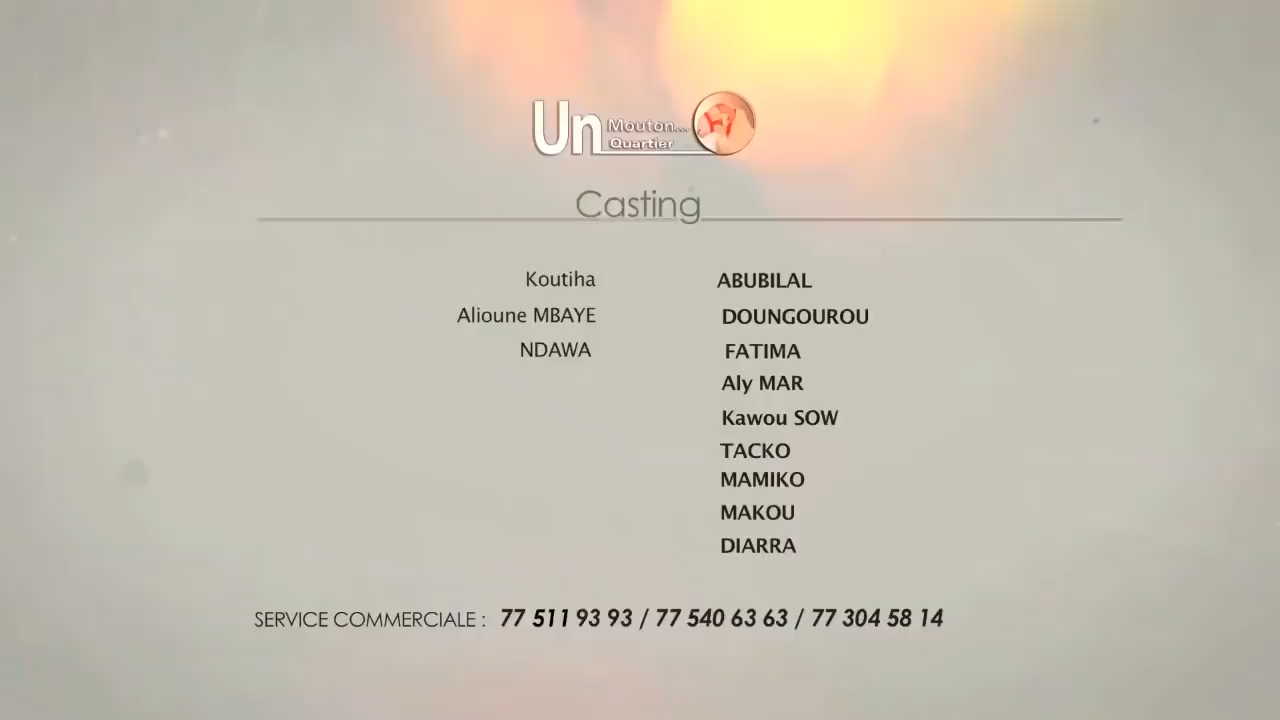 Un Mouton...
Quartier
Casting
Koutiha ABUBILAL
Alioune MBAYE DOUNGOUROU
NDAWA FATIMA
Aly MAR
Kawou SOW
TACKO
MAMIKO
MAKOU
DIARRA
SERVICE COMMERCIALE : 77 511 93 93 / 77 540 63 63 / 77 304 58 14